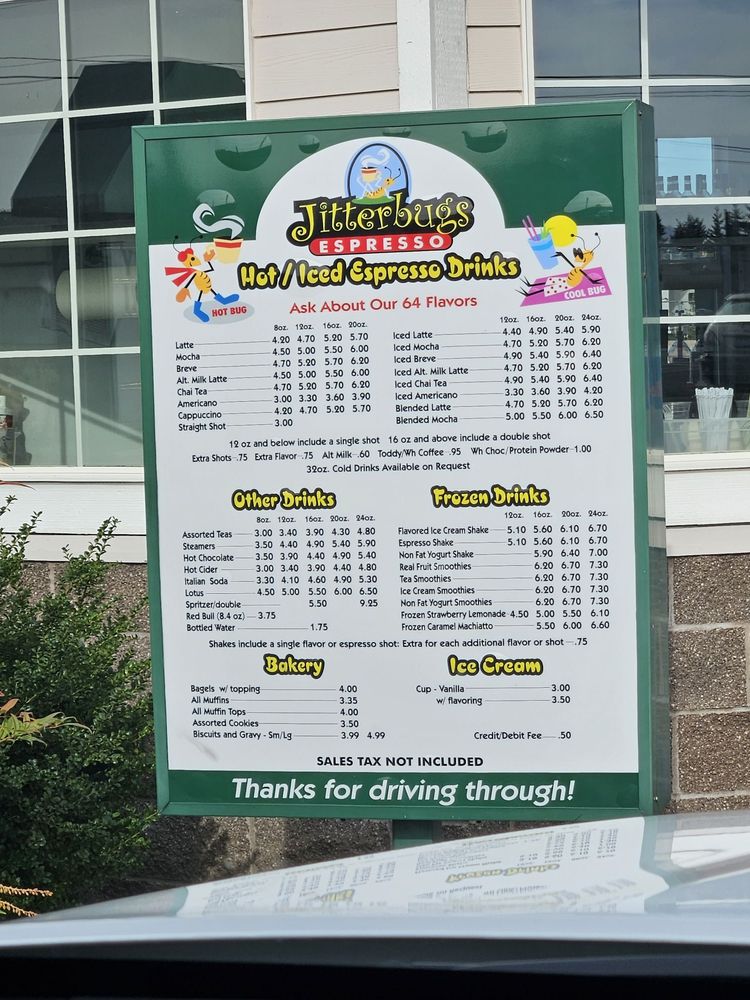 Jitterbugs
ESPRESSO
Hot / Iced Espresso Drinks
HOT BUG
COOL BUG
Ask About Our 64 Flavors
8oz. 12oz. 16oz. 20oz.
Latte 4.20 4.70 5.20 5.70
Mocha 4.50 5.00 5.50 6.00
Breve 4.70 5.20 5.70 6.20
Alt. Milk Latte 4.50 5.00 5.50 6.00
Chai Tea 4.70 5.20 5.70 6.20
Americano 3.00 3.30 3.60 3.90
Cappuccino 4.20 4.70 5.20 5.70
Straight Shot 3.00
12oz. 16oz. 20oz. 24oz.
Iced Latte 4.40 4.90 5.40 5.90
Iced Mocha 4.70 5.20 5.70 6.20
Iced Breve 4.90 5.40 5.90 6.40
Iced Alt. Milk Latte 4.70 5.20 5.70 6.20
Iced Chai Tea 4.90 5.40 5.90 6.40
Iced Americano 3.30 3.60 3.90 4.20
Blended Latte 4.70 5.20 5.70 6.20
Blended Mocha 5.00 5.50 6.00 6.50
12 oz and below include a single shot 16 oz and above include a double shot
Extra Shots .75 Extra Flavor .75 Alt Milk .60 Toddy/Wh Coffee .95 Wh Choc/Protein Powder 1.00
32oz. Cold Drinks Available on Request
Other Drinks
8oz. 12oz. 16oz. 20oz. 24oz.
Assorted Teas 3.00 3.40 3.90 4.30 4.80
Steamers 3.50 4.40 4.90 5.40 5.90
Hot Chocolate 3.50 3.90 4.40 4.90 5.40
Hot Cider 3.00 3.40 3.90 4.40 4.80
Italian Soda 3.30 4.10 4.60 4.90 5.30
Lotus 4.50 5.00 5.50 6.00 6.50
Spritzer/double 5.50 9.25
Red Bull (8.4 oz) 3.75
Bottled Water 1.75
Frozen Drinks
12oz. 16oz. 20oz. 24oz.
Flavored Ice Cream Shake 5.10 5.60 6.10 6.70
Espresso Shake 5.10 5.60 6.10 6.70
Non Fat Yogurt Shake 5.90 6.40 7.00
Real Fruit Smoothies 6.20 6.70 7.30
Tea Smoothies 6.20 6.70 7.30
Ice Cream Smoothies 6.20 6.70 7.30
Non Fat Yogurt Smoothies 6.20 6.70 7.30
Frozen Strawberry Lemonade 4.50 5.00 5.50 6.10
Frozen Caramel Machiatto 5.50 6.00 6.60
Shakes include a single flavor or espresso shot: Extra for each additional flavor or shot .75
Bakery
Bagels w/ topping 4.00
All Muffins 3.35
All Muffin Tops 4.00
Assorted Cookies 3.50
Biscuits and Gravy - Sm/Lg 3.99 4.99
Ice Cream
Cup - Vanilla 3.00
w/ flavoring 3.50
Credit/Debit Fee .50
SALES TAX NOT INCLUDED
Thanks for driving through!